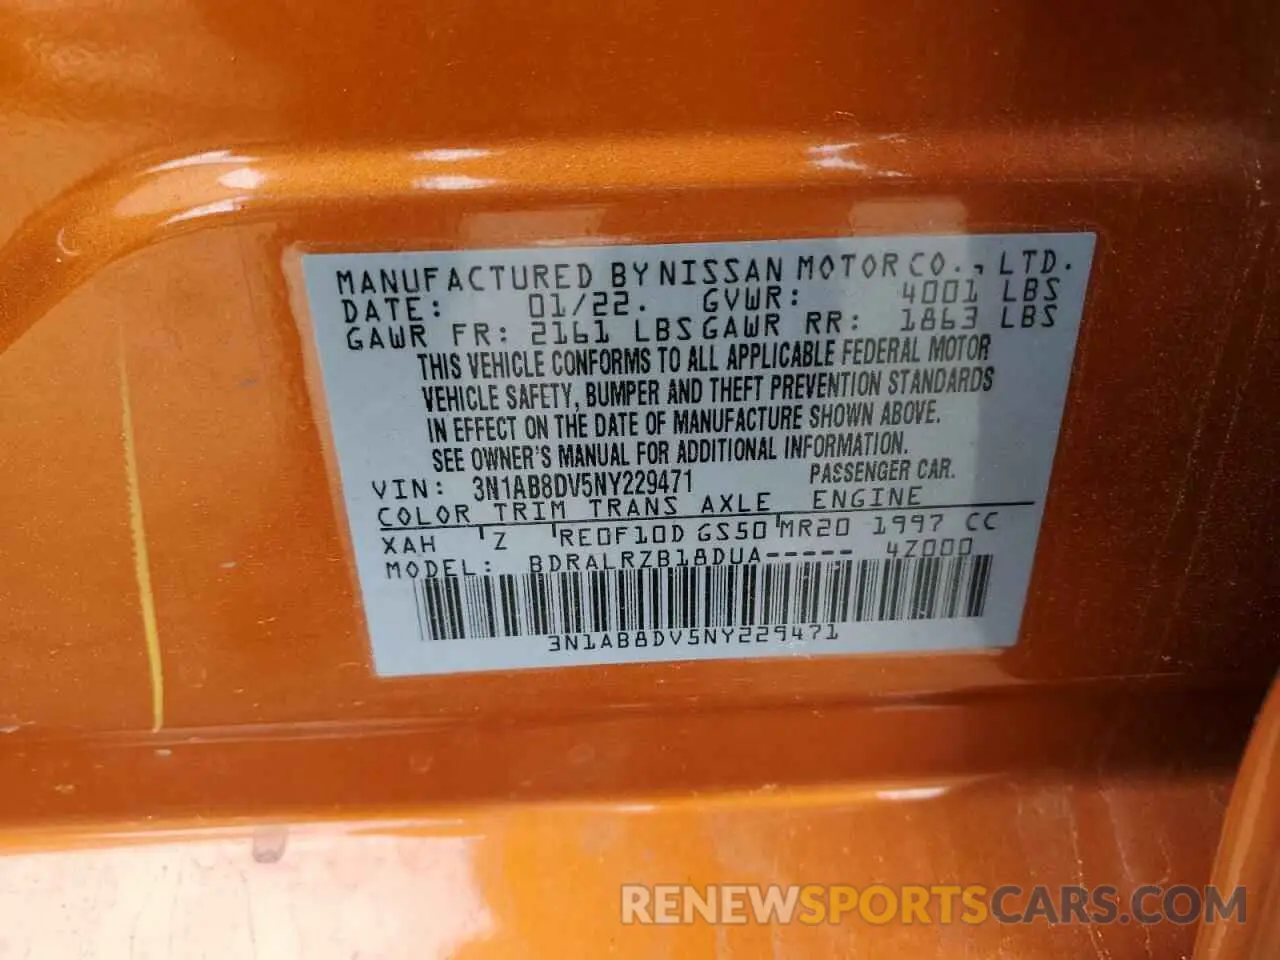 MANUFACTURED BY NISSAN MOTOR CO., LTD.
DATE: 01/22. GVWR: 4001 LBS
GAWR FR: 2161 LBS GAWR RR: 1863 LBS
THIS VEHICLE CONFORMS TO ALL APPLICABLE FEDERAL MOTOR
VEHICLE SAFETY, BUMPER AND THEFT PREVENTION STANDARDS
IN EFFECT ON THE DATE OF MANUFACTURE SHOWN ABOVE.
SEE OWNER'S MANUAL FOR ADDITIONAL INFORMATION.
VIN: 3N1AB8DV5NY229471 PASSENGER CAR.
COLOR TRIM TRANS AXLE ENGINE
XAH Z RE0F10D GS50 MR20 1997 CC
MODEL: BDRALRZB18DUA----- 4Z000
3N1AB8DV5NY229471
RENEWSPORTSCARS.COM